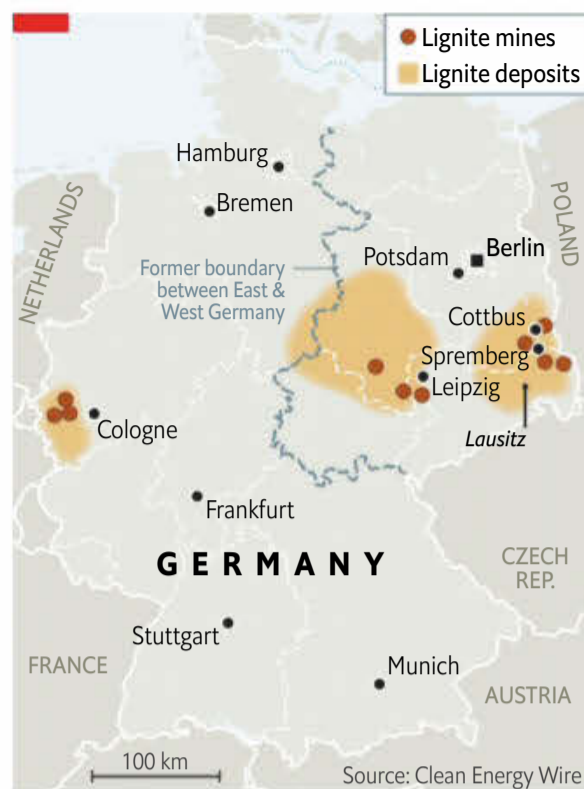 Lignite mines
Lignite deposits
Hamburg
Bremen
NETHERLANDS
POLAND
Former boundary
between East &
West Germany
Potsdam
Berlin
Cottbus
Spremberg
Leipzig
Lausitz
Cologne
Frankfurt
GERMANY
CZECH
REP.
Stuttgart
FRANCE
Munich
AUSTRIA
100 km
Source: Clean Energy Wire